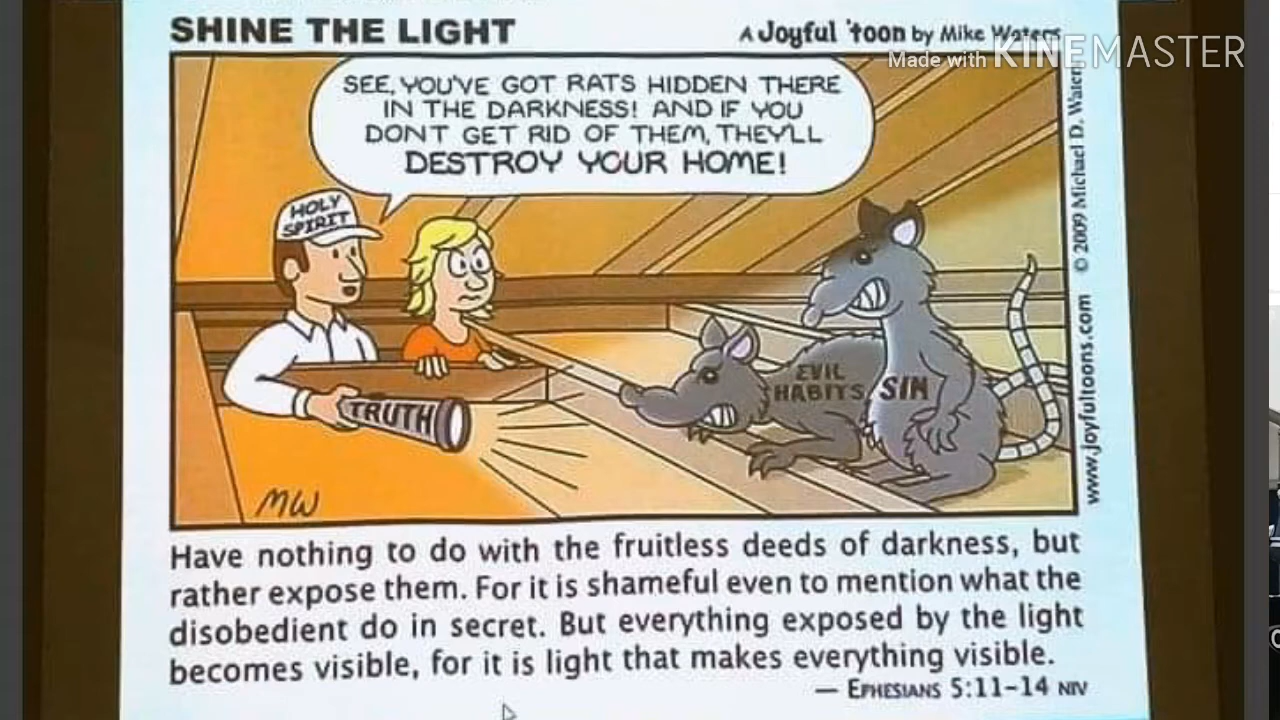 SHINE THE LIGHT
A Joyful 'toon by Mike Waters
Made with KINEMASTER
SEE, YOU'VE GOT RATS HIDDEN THERE
IN THE DARKNESS! AND IF YOU
DONT GET RID OF THEM, THEY'LL
DESTROY YOUR HOME!
HOLY
SPIRIT
TRUTH
EVIL
HABITS
SIN
MW
© 2009 Michael D. Waters
www.joyfultoons.com
Have nothing to do with the fruitless deeds of darkness, but
rather expose them. For it is shameful even to mention what the
disobedient do in secret. But everything exposed by the light
becomes visible, for it is light that makes everything visible.
— EPHESIANS 5:11–14 NIV